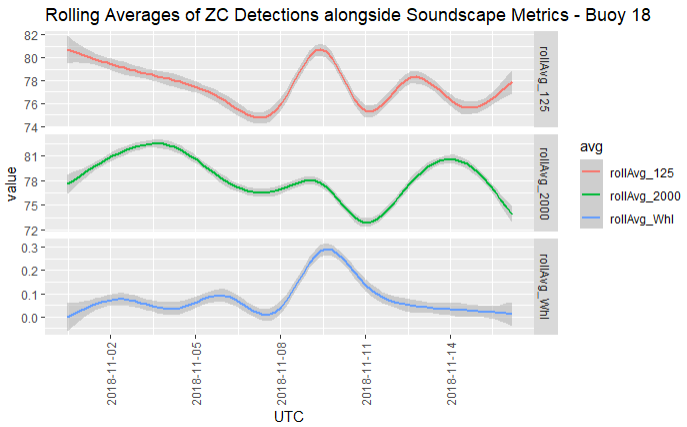 Rolling Averages of ZC Detections alongside Soundscape Metrics - Buoy 18
82
80
78
76
74
rollAvg_125
81
78
75
72
rollAvg_2000
0.3
0.2
0.1
0.0
rollAvg_Whl
value
2018-11-02
2018-11-05
2018-11-08
2018-11-11
2018-11-14
UTC
avg
rollAvg_125
rollAvg_2000
rollAvg_Whl